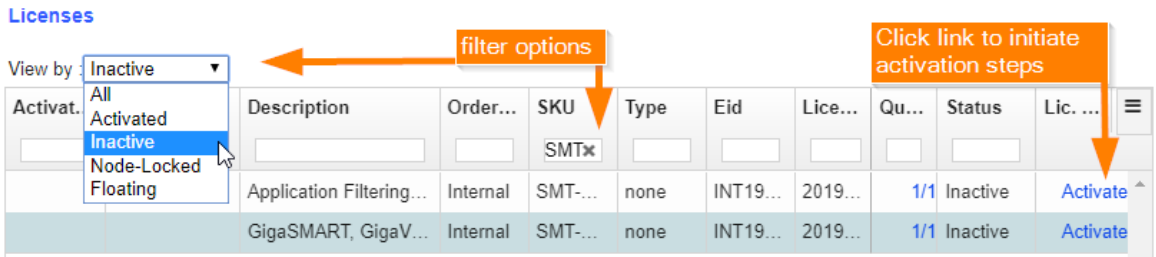 Licenses
filter options
Click link to initiate
activation steps
View by : Inactive
All
Activated
Inactive
Node-Locked
Floating
Activat.. Description Order... SKU Type Eid Lice... Qu... Status Lic. ...
SMT
Application Filtering... Internal SMT-... none INT19... 2019... 1/1 Inactive Activate
GigaSMART, GigaV... Internal SMT-... none INT19... 2019... 1/1 Inactive Activate